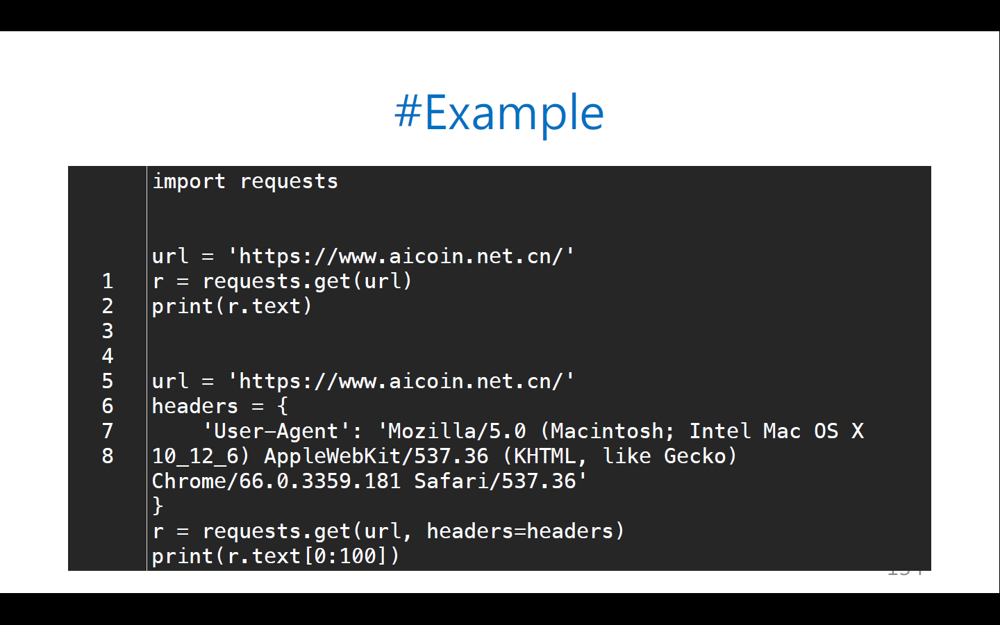 #Example
import requests
url = 'https://www.aicoin.net.cn/'
1 r = requests.get(url)
2 print(r.text)
3
4
5 url = 'https://www.aicoin.net.cn/'
6 headers = {
7 'User-Agent': 'Mozilla/5.0 (Macintosh; Intel Mac OS X
8 10_12_6) AppleWebKit/537.36 (KHTML, like Gecko)
Chrome/66.0.3359.181 Safari/537.36'
}
r = requests.get(url, headers=headers)
print(r.text[0:100])